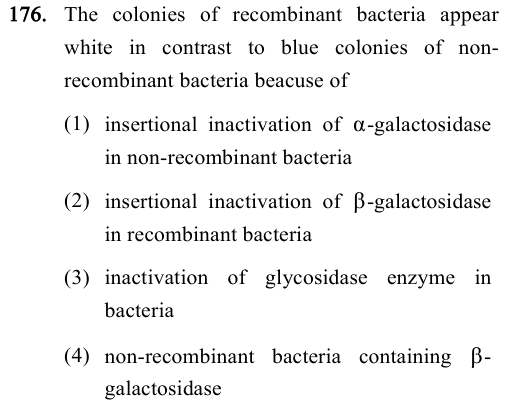 176. The colonies of recombinant bacteria appear
white in contrast to blue colonies of non-
recombinant bacteria beacuse of
(1) insertional inactivation of α-galactosidase
in non-recombinant bacteria
(2) insertional inactivation of β-galactosidase
in recombinant bacteria
(3) inactivation of glycosidase enzyme in
bacteria
(4) non-recombinant bacteria containing β-
galactosidase